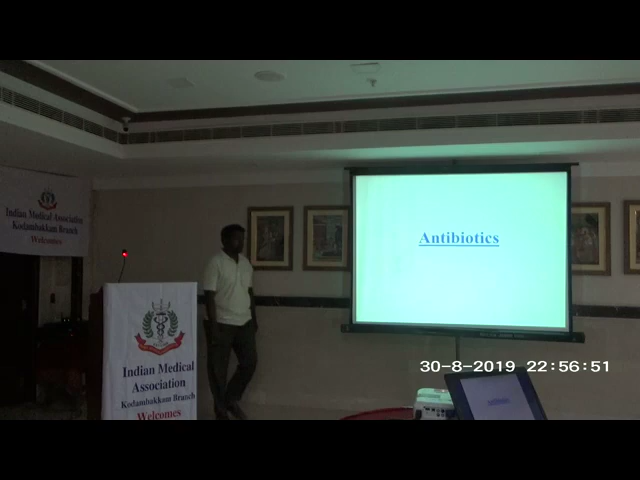 Indian Medical Association
Kodambakkam Branch
Welcomes
Antibiotics
Indian Medical
Association
Kodambakkam Branch
Welcomes
30-8-2019 22:56:51
Antibiotics